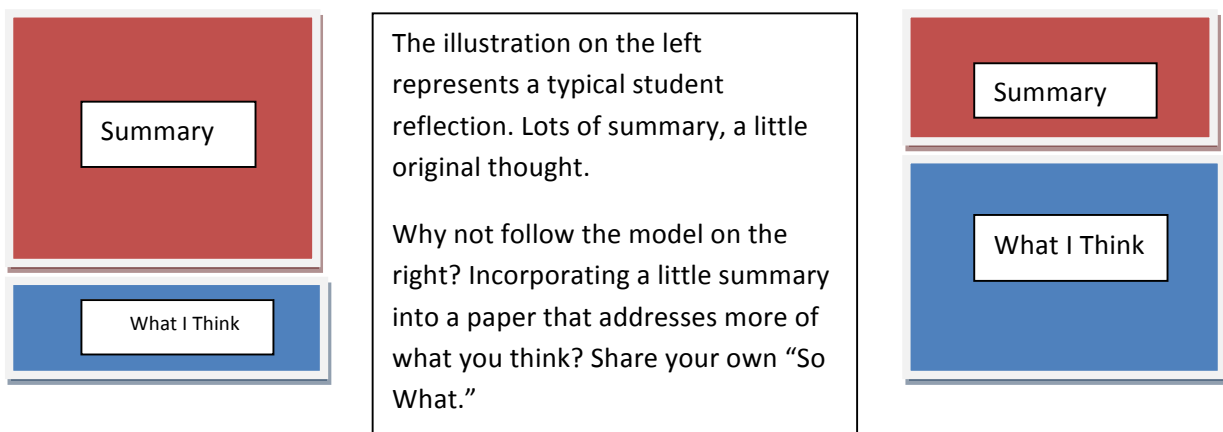 Summary
What I Think
The illustration on the left
represents a typical student
reflection. Lots of summary, a little
original thought.
Why not follow the model on the
right? Incorporating a little summary
into a paper that addresses more of
what you think? Share your own “So
What.”
Summary
What I Think